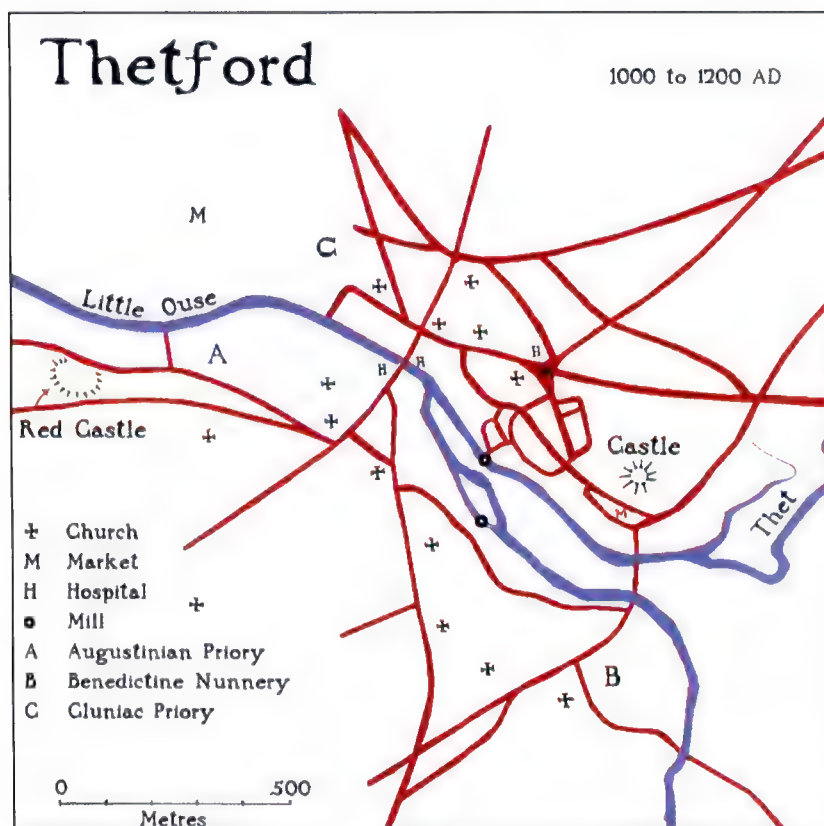 Thetford
1000 to 1200 AD
M
C
Little Ouse
H
A
H
H
M
Red Castle
Castle
M
Thet
Church
M Market
H Hospital
Mill
A Augustinian Priory
B Benedictine Nunnery
C Cluniac Priory
B
0 500
Metres